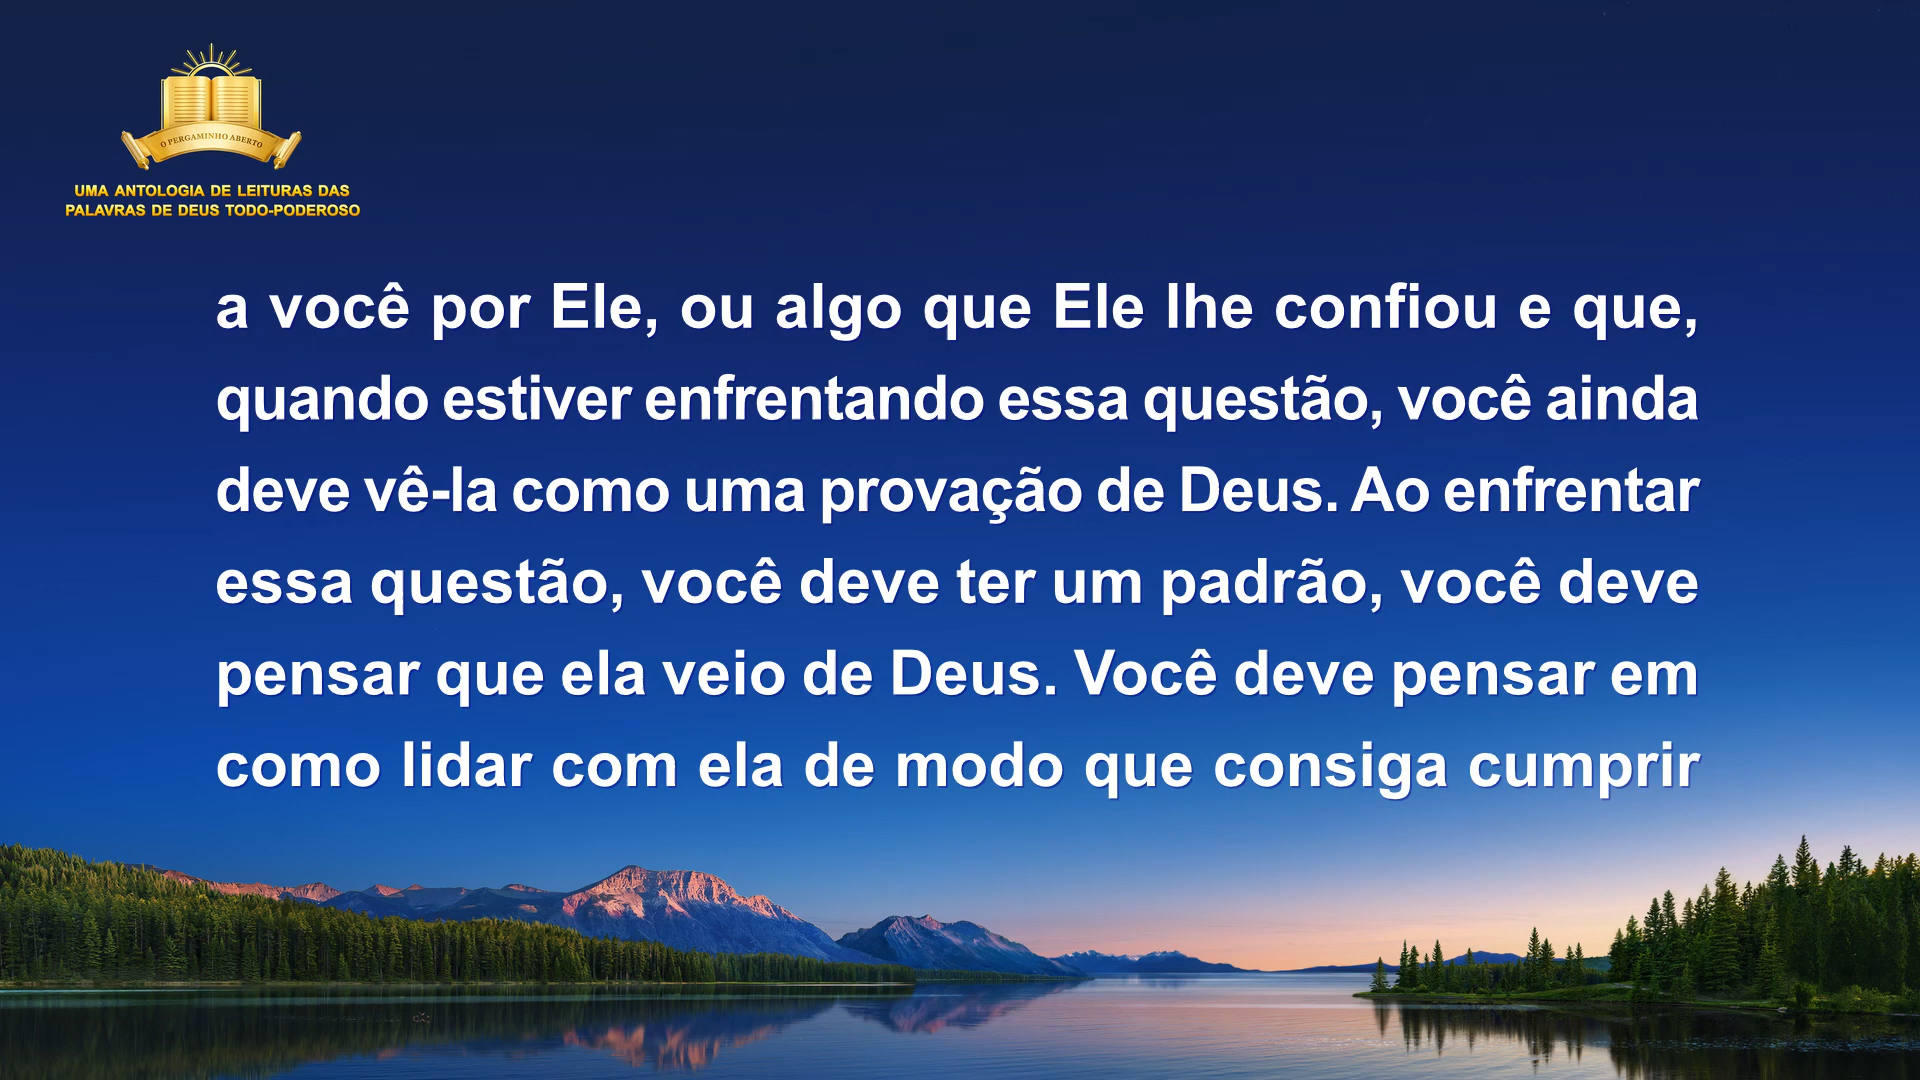 O PERGAMINHO ABERTO
UMA ANTOLOGIA DE LEITURAS DAS
PALAVRAS DE DEUS TODO-PODEROSO
a você por Ele, ou algo que Ele lhe confiou e que,
quando estiver enfrentando essa questão, você ainda
deve vê-la como uma provação de Deus. Ao enfrentar
essa questão, você deve ter um padrão, você deve
pensar que ela veio de Deus. Você deve pensar em
como lidar com ela de modo que consiga cumprir